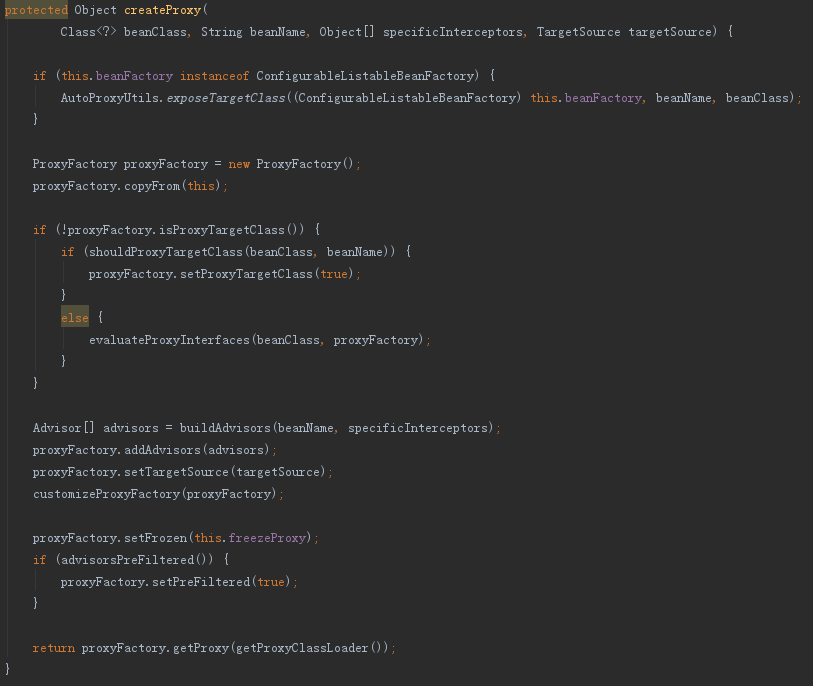 protected Object createProxy(
        Class<?> beanClass, String beanName, Object[] specificInterceptors, TargetSource targetSource) {

    if (this.beanFactory instanceof ConfigurableListableBeanFactory) {
        AutoProxyUtils.exposeTargetClass((ConfigurableListableBeanFactory) this.beanFactory, beanName, beanClass);
    }

    ProxyFactory proxyFactory = new ProxyFactory();
    proxyFactory.copyFrom(this);

    if (!proxyFactory.isProxyTargetClass()) {
        if (shouldProxyTargetClass(beanClass, beanName)) {
            proxyFactory.setProxyTargetClass(true);
        }
        else {
            evaluateProxyInterfaces(beanClass, proxyFactory);
        }
    }

    Advisor[] advisors = buildAdvisors(beanName, specificInterceptors);
    proxyFactory.addAdvisors(advisors);
    proxyFactory.setTargetSource(targetSource);
    customizeProxyFactory(proxyFactory);

    proxyFactory.setFrozen(this.freezeProxy);
    if (advisorsPreFiltered()) {
        proxyFactory.setPreFiltered(true);
    }

    return proxyFactory.getProxy(getProxyClassLoader());
}